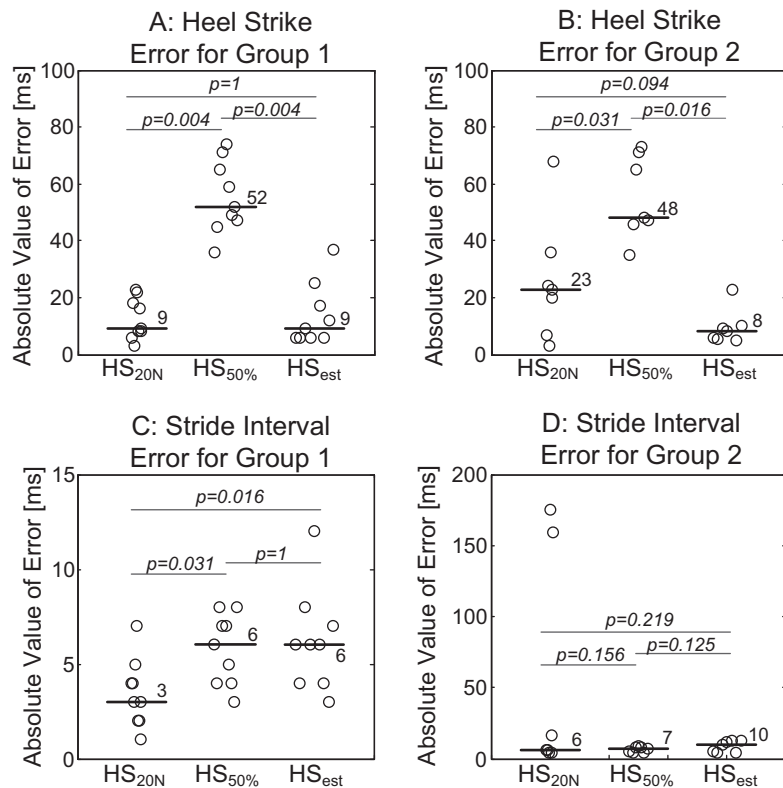 A: Heel Strike
Error for Group 1
Absolute Value of Error [ms]
100
80
60
40
20
0
p=1
p=0.004
p=0.004
9
52
9
HS20N
HS50%
HSest
B: Heel Strike
Error for Group 2
Absolute Value of Error [ms]
100
80
60
40
20
0
p=0.094
p=0.031
p=0.016
23
48
8
HS20N
HS50%
HSest
C: Stride Interval
Error for Group 1
Absolute Value of Error [ms]
15
10
5
0
p=0.016
p=0.031
p=1
3
6
6
HS20N
HS50%
HSest
D: Stride Interval
Error for Group 2
Absolute Value of Error [ms]
200
150
100
50
0
p=0.219
p=0.156
p=0.125
6
7
10
HS20N
HS50%
HSest